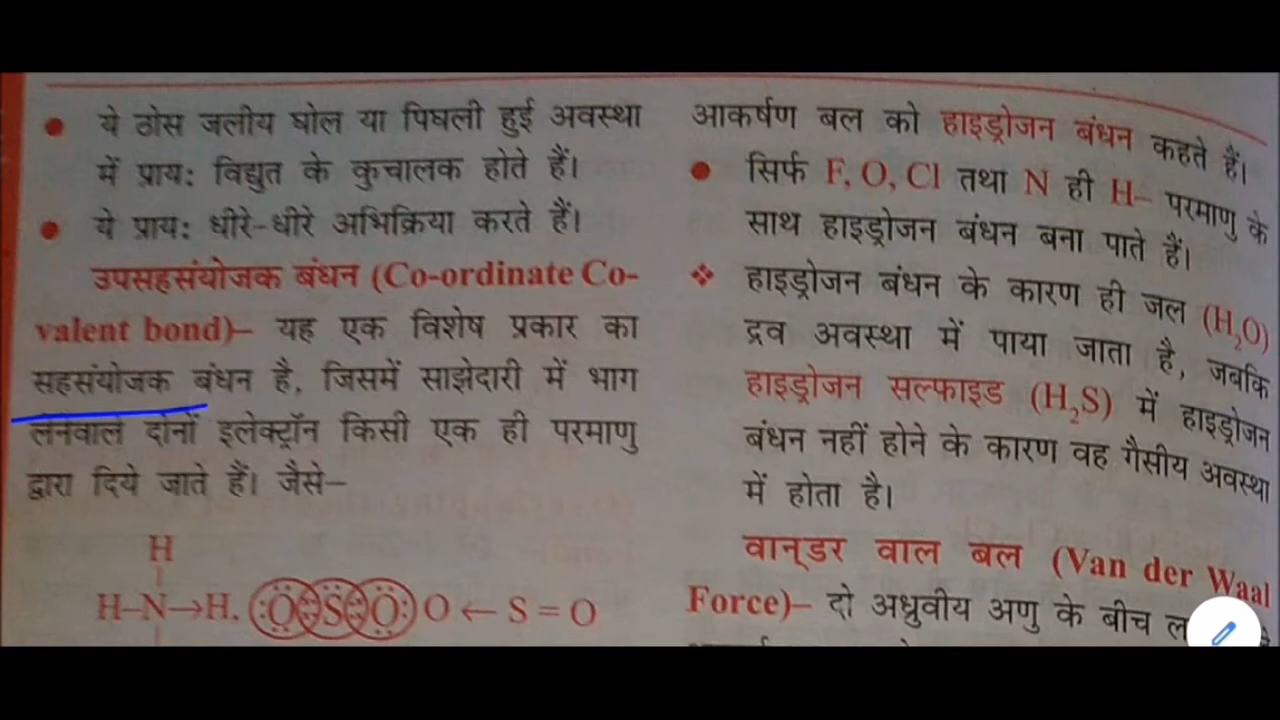 ● ये ठोस जलीय घोल या पिघली हुई अवस्था
में प्राय: विद्युत के कुचालक होते हैं।
● ये प्राय: धीरे-धीरे अभिक्रिया करते हैं।
उपसहसंयोजक बंधन (Co-ordinate Co-
valent bond)– यह एक विशेष प्रकार का
सहसंयोजक बंधन है, जिसमें साझेदारी में भाग
लेनेवाले दोनों इलेक्ट्रॉन किसी एक ही परमाणु
द्वारा दिये जाते हैं। जैसे–
H
H–N→H, O S O O ← S = O
आकर्षण बल को हाइड्रोजन बंधन कहते हैं।
● सिर्फ F, O, Cl तथा N ही H– परमाणु के
साथ हाइड्रोजन बंधन बना पाते हैं।
❖ हाइड्रोजन बंधन के कारण ही जल (H₂O)
द्रव अवस्था में पाया जाता है, जबकि
हाइड्रोजन सल्फाइड (H₂S) में हाइड्रोजन
बंधन नहीं होने के कारण वह गैसीय अवस्था
में होता है।
वान्‌डर वाल बल (Van der Waal
Force)– दो अध्रुवीय अणु के बीच